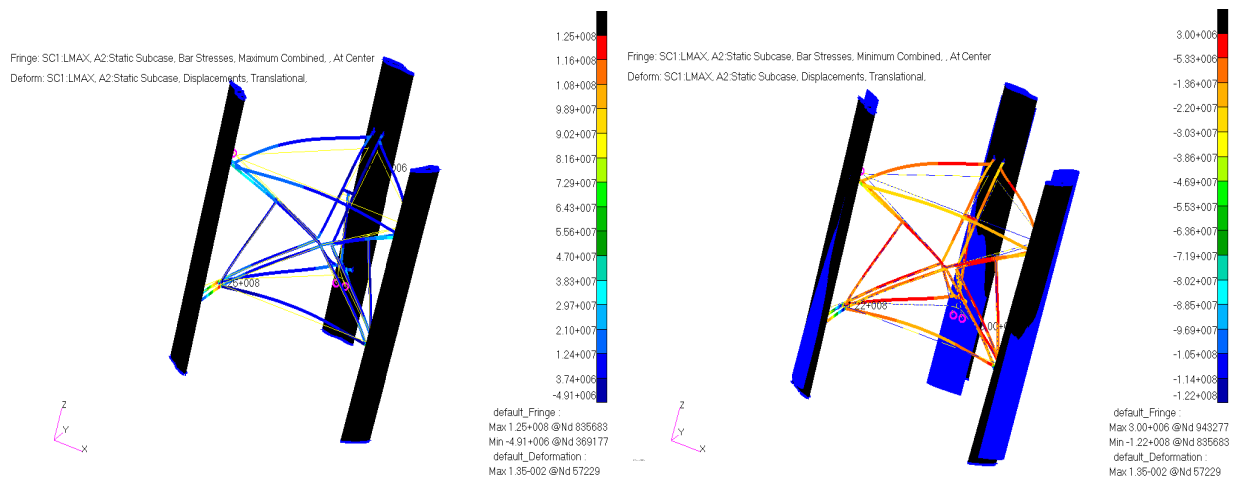 Fringe: SC1:LMAX, A2:Static Subcase, Bar Stresses, Maximum Combined, , At Center
Deform: SC1:LMAX, A2:Static Subcase, Displacements, Translational,
1.25+008
1.16+008
1.08+008
9.89+007
9.02+007
8.16+007
7.29+007
6.43+007
5.56+007
4.70+007
3.83+007
2.97+007
2.10+007
1.24+007
3.74+006
-4.91+006
default_Fringe :
Max 1.25+008 @Nd 835683
Min -4.91+006 @Nd 369177
default_Deformation :
Max 1.35-002 @Nd 57229
Z
Y
X
Fringe: SC1:LMAX, A2:Static Subcase, Bar Stresses, Minimum Combined, , At Center
Deform: SC1:LMAX, A2:Static Subcase, Displacements, Translational,
3.00+006
-5.33+006
-1.37+007
-2.20+007
-3.03+007
-3.86+007
-4.69+007
-5.53+007
-6.36+007
-7.19+007
-8.02+007
-8.85+007
-9.69+007
-1.05+008
-1.14+008
-1.22+008
default_Fringe :
Max 3.00+006 @Nd 943277
Min -1.22+008 @Nd 835683
default_Deformation :
Max 1.35-002 @Nd 57229
Z
Y
X